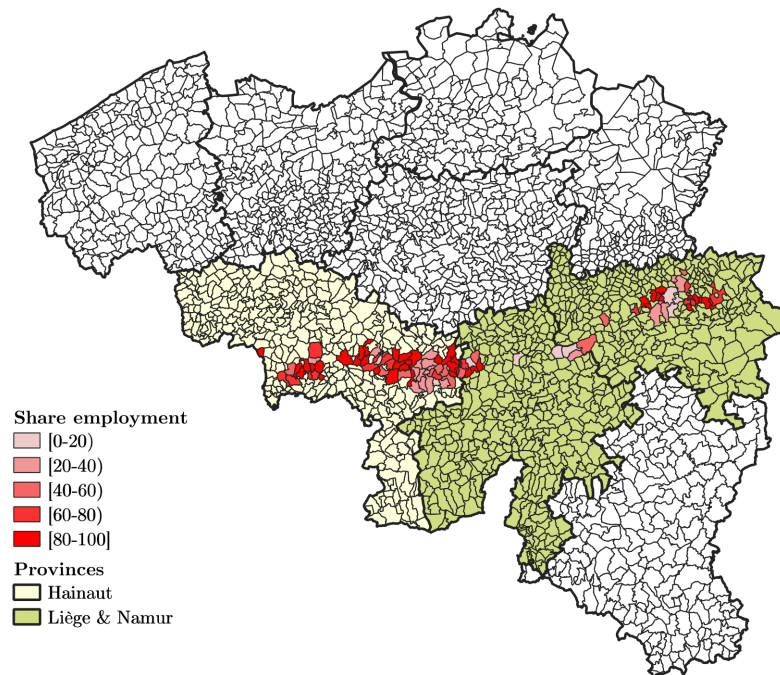 Share employment
[0-20)
[20-40)
[40-60)
[60-80)
[80-100]
Provinces
Hainaut
Liège & Namur